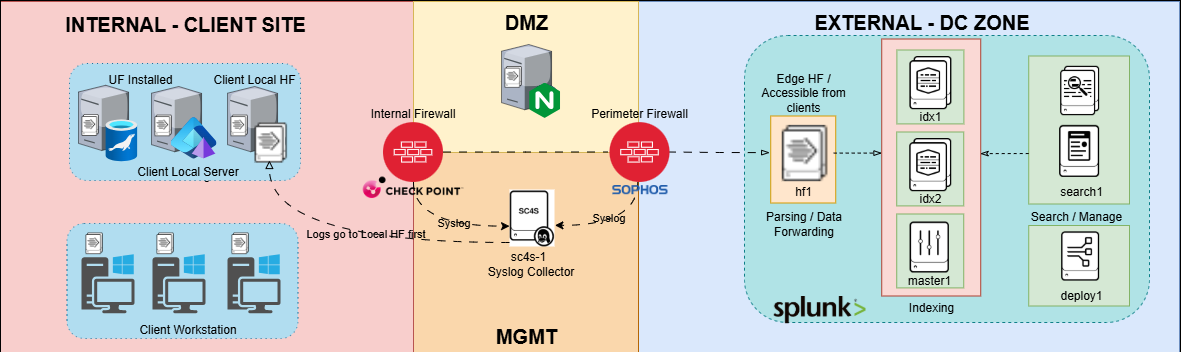 INTERNAL - CLIENT SITE
DMZ
EXTERNAL - DC ZONE
UF Installed
Client Local HF
Client Local Server
Client Workstation
Internal Firewall
CHECK POINT
Logs go to Local HF first
N
Perimeter Firewall
SOPHOS
Syslog
Syslog
SC4S
sc4s-1
Syslog Collector
MGMT
Edge HF /
Accessible from
clients
hf1
Parsing / Data
Forwarding
splunk>
idx1
idx2
master1
Indexing
search1
Search / Manage
deploy1